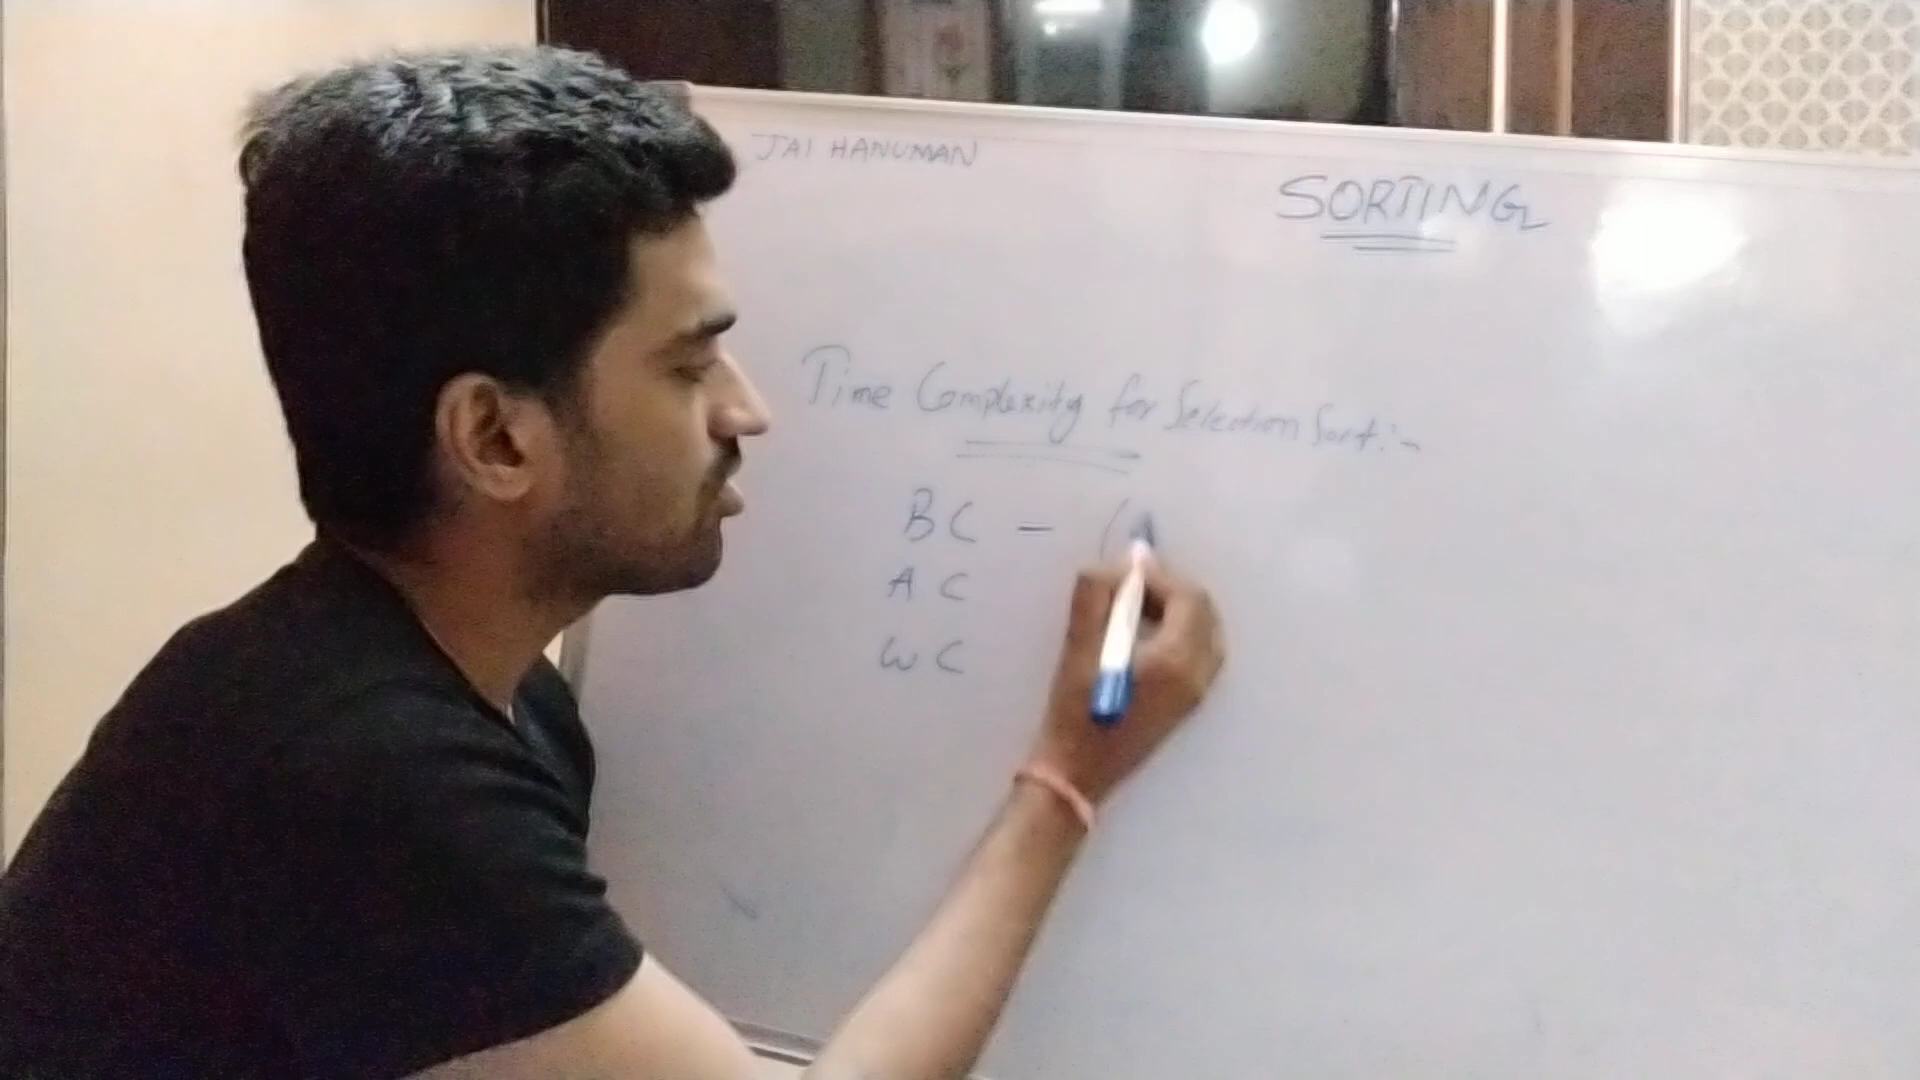 JAI HANUMAN
SORTING
Time Complexity for Selection Sort:-
BC - (
AC
WC